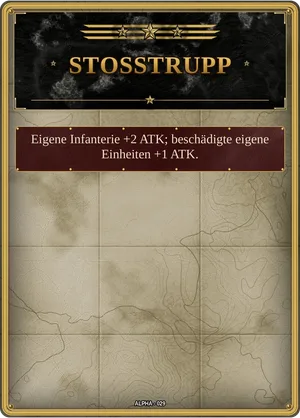 STOSSTRUPP
Eigene Infanterie +2 ATK; beschädigte eigene
Einheiten +1 ATK.
ALPHA · 029